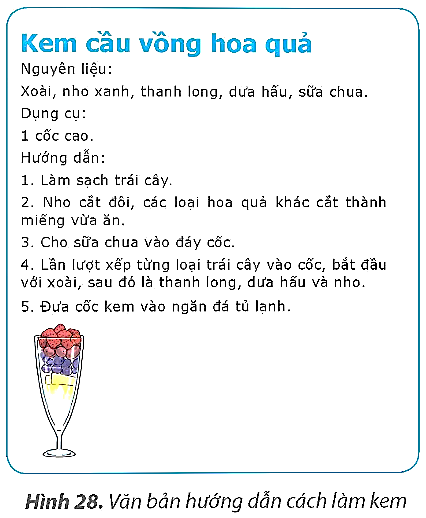 Kem cầu vồng hoa quả
Nguyên liệu:
Xoài, nho xanh, thanh long, dưa hấu, sữa chua.
Dụng cụ:
1 cốc cao.
Hướng dẫn:
1. Làm sạch trái cây.
2. Nho cắt đôi, các loại hoa quả khác cắt thành
miếng vừa ăn.
3. Cho sữa chua vào đáy cốc.
4. Lần lượt xếp từng loại trái cây vào cốc, bắt đầu
với xoài, sau đó là thanh long, dưa hấu và nho.
5. Đưa cốc kem vào ngăn đá tủ lạnh.
Hình 28. Văn bản hướng dẫn cách làm kem